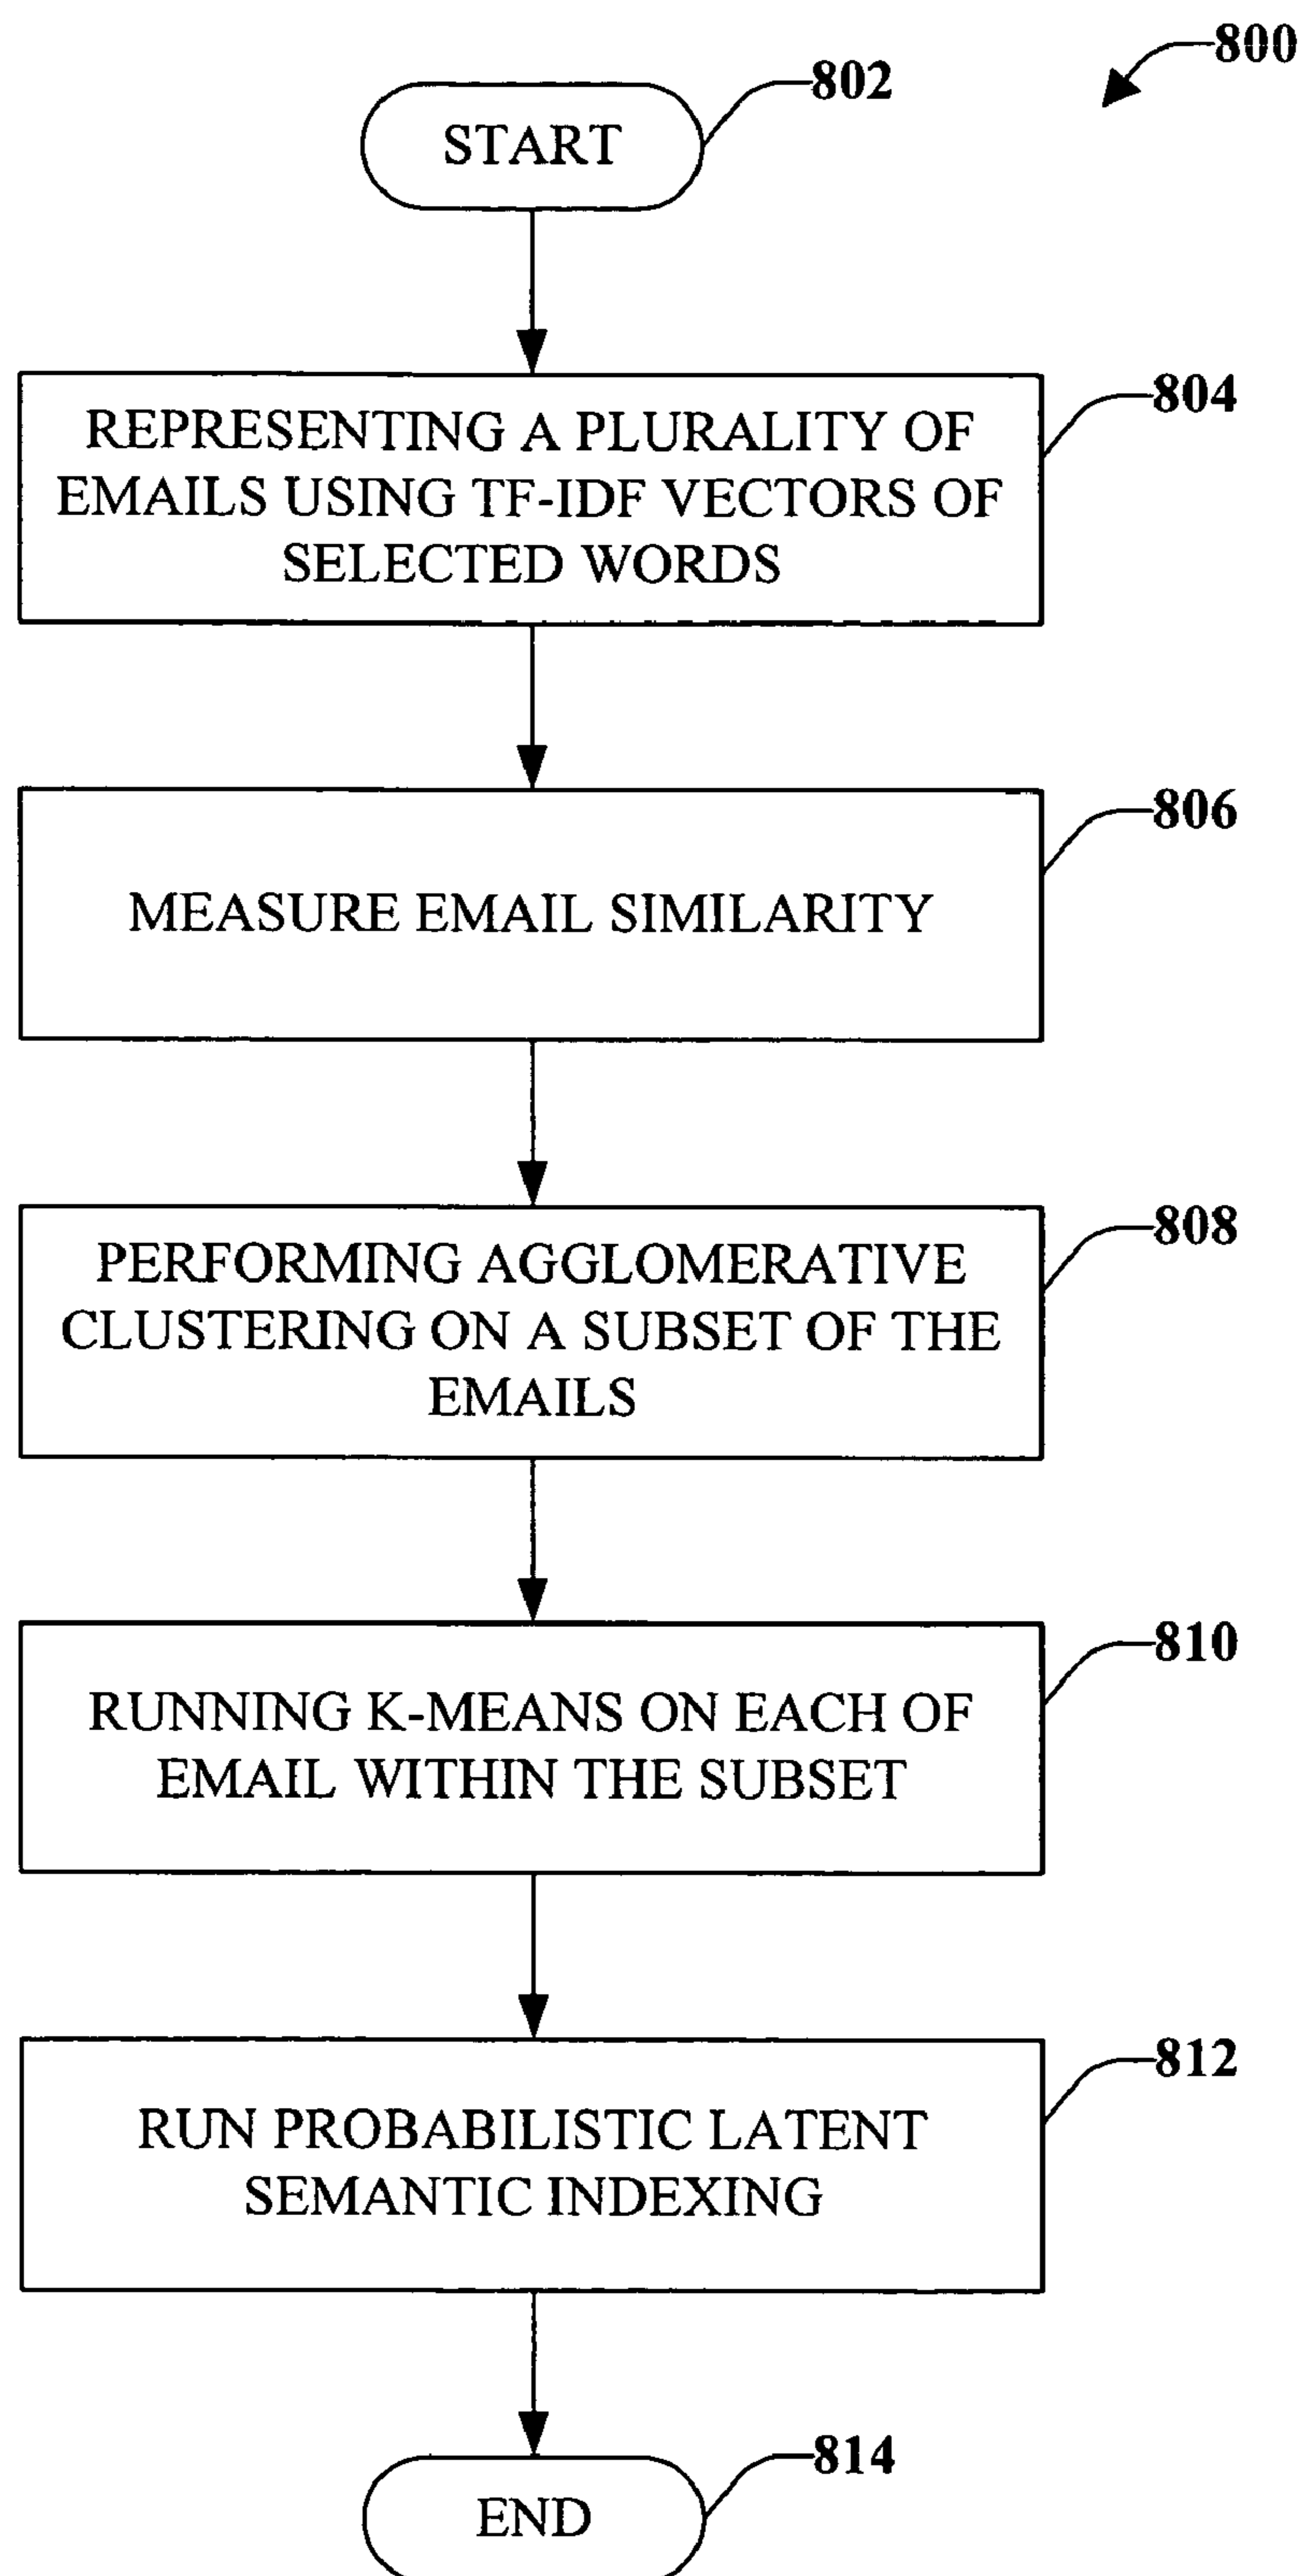 800
802
START
804
REPRESENTING A PLURALITY OF
EMAILS USING TF-IDF VECTORS OF
SELECTED WORDS
806
MEASURE EMAIL SIMILARITY
808
PERFORMING AGGLOMERATIVE
CLUSTERING ON A SUBSET OF THE
EMAILS
810
RUNNING K-MEANS ON EACH OF
EMAIL WITHIN THE SUBSET
812
RUN PROBABILISTIC LATENT
SEMANTIC INDEXING
814
END